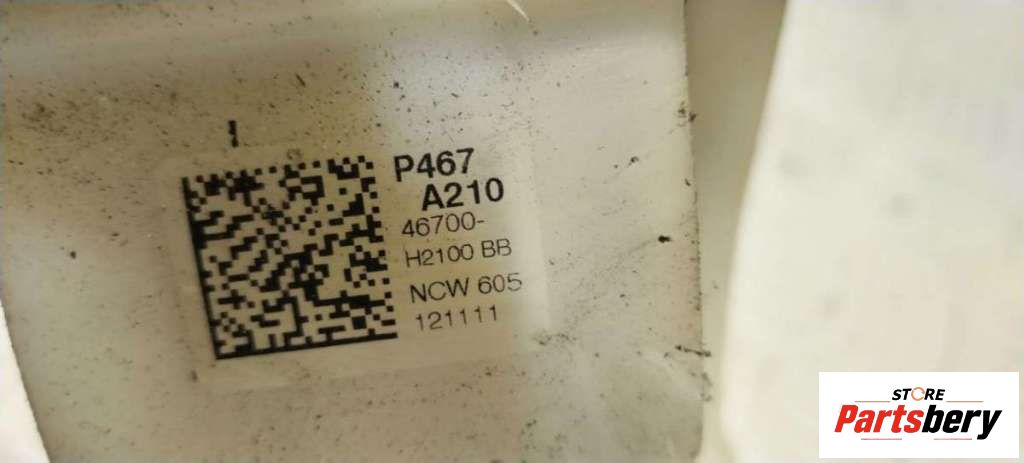 P467
A210
46700-
H2100 BB
NCW 605
121111
STORE
Partsbery